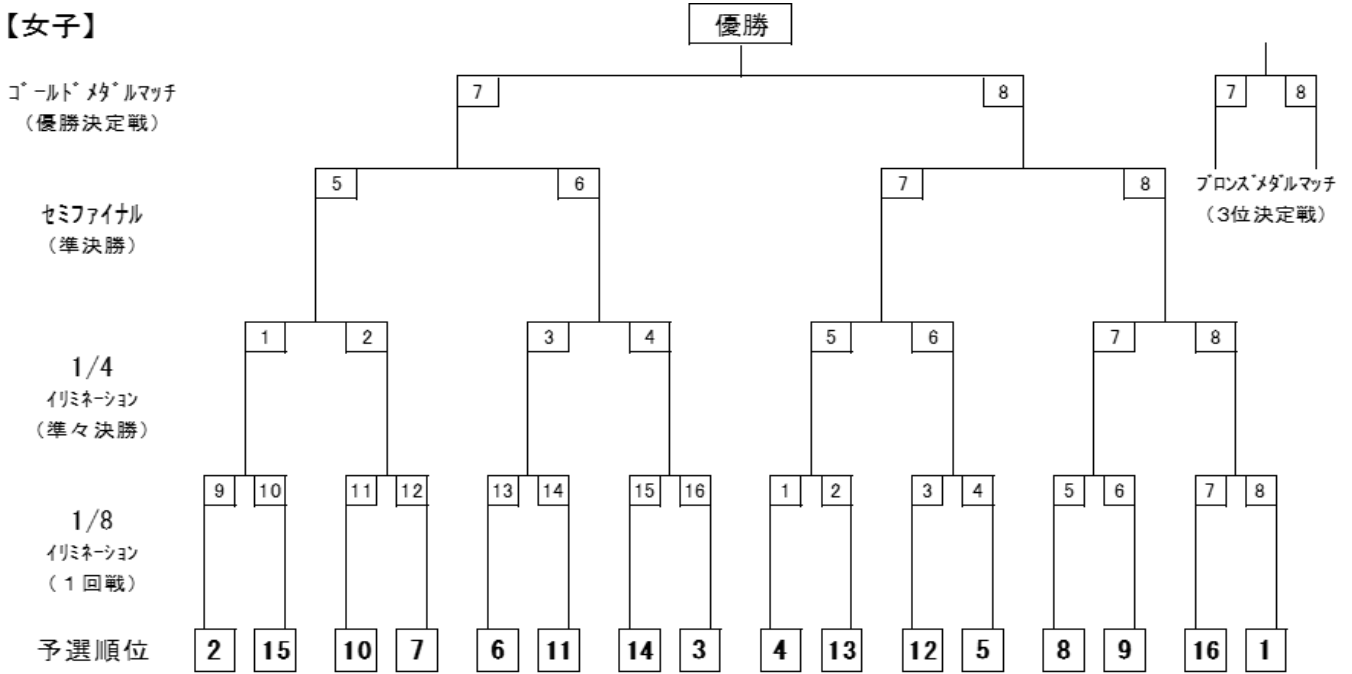 【女子】
優勝
ｺﾞｰﾙﾄﾞﾒﾀﾞﾙマッチ
（優勝決定戦）
7 8
7 8
ﾌﾞﾛﾝｽﾞﾒﾀﾞﾙマッチ
（3位決定戦）
セミファイナル
（準決勝）
5 6 7 8
1/4
ｲﾘﾐﾈｰｼｮﾝ
（準々決勝）
1 2 3 4 5 6 7 8
1/8
ｲﾘﾐﾈｰｼｮﾝ
（１回戦）
9 10 11 12 13 14 15 16 1 2 3 4 5 6 7 8
予選順位 2 15 10 7 6 11 14 3 4 13 12 5 8 9 16 1